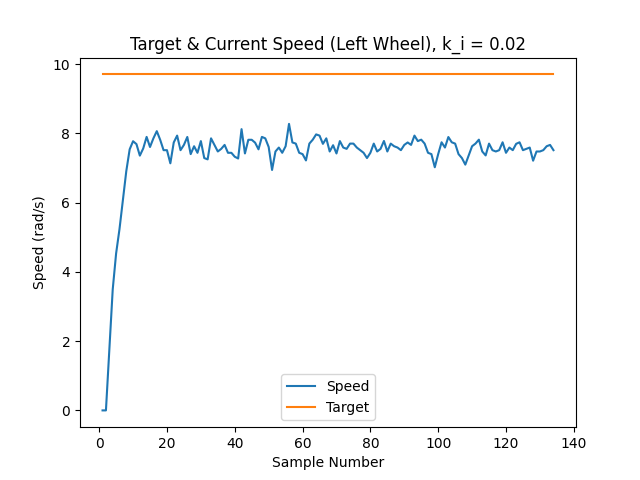 Target & Current Speed (Left Wheel), k_i = 0.02
10
8
6
4
2
0
Speed (rad/s)
Speed
Target
0 20 40 60 80 100 120 140
Sample Number